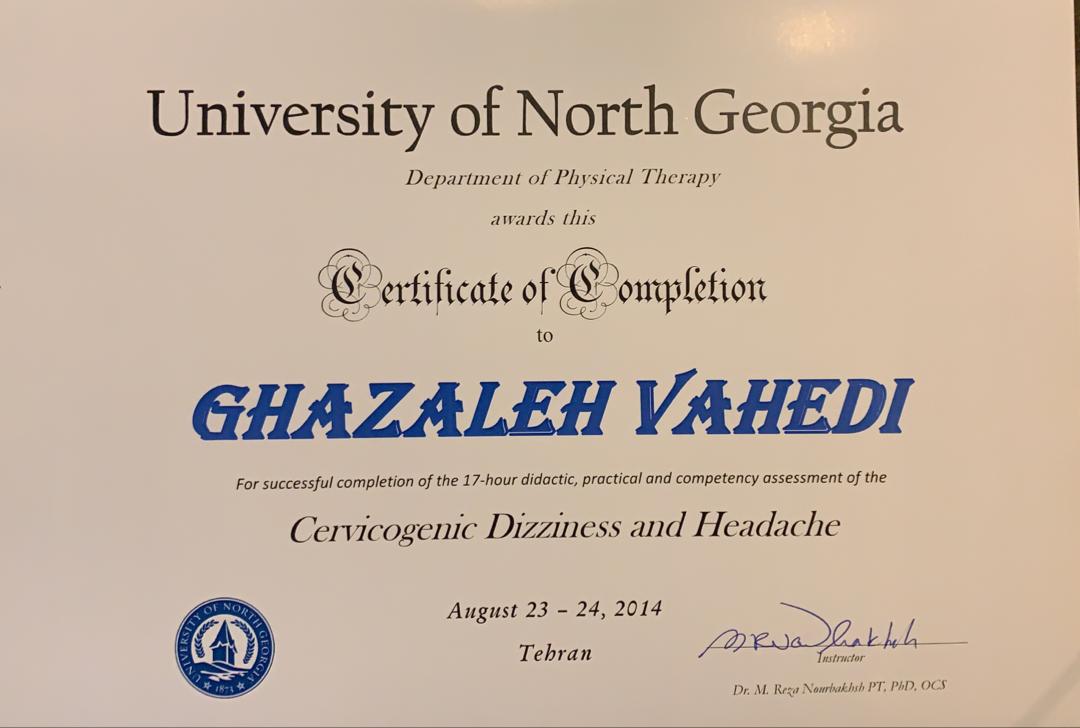 University of North Georgia
Department of Physical Therapy
awards this
Certificate of Completion
to
GHAZALEH VAHEDI
For successful completion of the 17-hour didactic, practical and competency assessment of the
Cervicogenic Dizziness and Headache
August 23 – 24, 2014
Tehran
UNIVERSITY OF NORTH GEORGIA
1873
Instructor
Dr. M. Reza Nourbakhsh PT, PhD, OCS